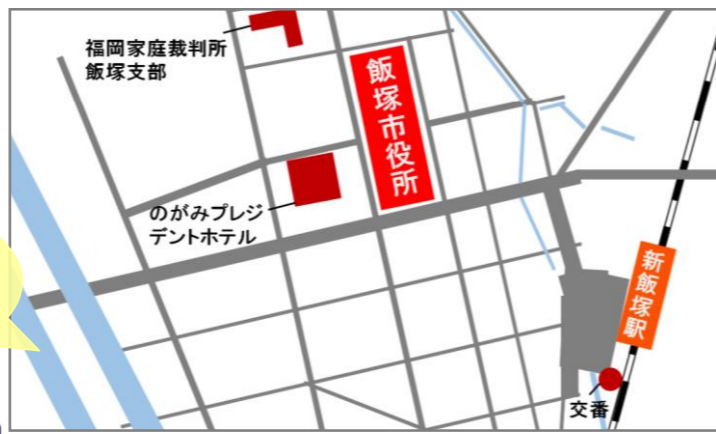 福岡家庭裁判所
飯塚支部
飯塚市役所
のがみプレジ
デントホテル
新飯塚駅
交番